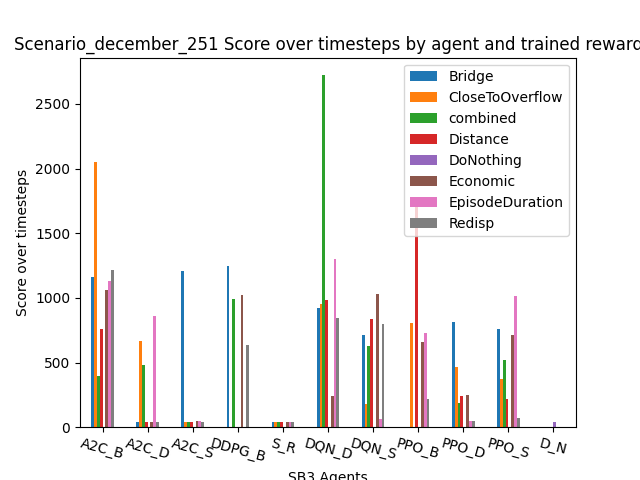 Scenario_december_251 Score over timesteps by agent and trained reward
Score over timesteps
2500
2000
1500
1000
500
0
Bridge
CloseToOverflow
combined
Distance
DoNothing
Economic
EpisodeDuration
Redisp
A2C_B
A2C_D
A2C_S
DDPG_B
S_R
DQN_D
DQN_S
PPO_B
PPO_D
PPO_S
D_N
SB3 Agents